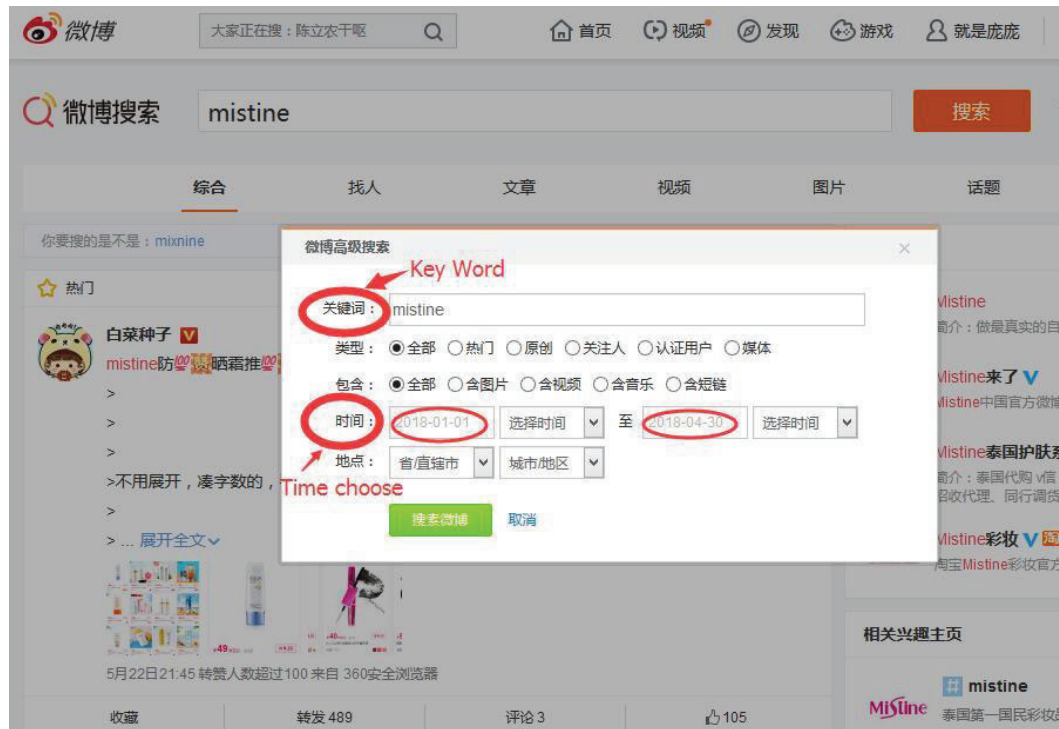 微博
大家正在搜：陈立农干呕
首页
视频
发现
游戏
就是庞庞
微博搜索
mistine
搜索
综合
找人
文章
视频
图片
话题
你要搜的是不是：mixnine
热门
白菜种子
mistine防💯赞晒霜推💯
>
>
>
>不用展开，凑字数的，
>
>... 展开全文
5月22日21:45 转赞人数超过100 来自 360安全浏览器
收藏
转发 489
评论 3
105
微博高级搜索
Key Word
关键词：
mistine
类型： 全部 热门 原创 关注人 认证用户 媒体
包含： 全部 含图片 含视频 含音乐 含短链
时间： 2018-01-01 选择时间 至 2018-04-30 选择时间
地点： 省/直辖市 城市/地区
Time choose
搜索微博 取消
Mistine
简介：做最真实的自
Mistine来了
Mistine中国官方微博
Mistine泰国护肤系
简介：泰国代购 v信
招收代理、同行调货
Mistine彩妆 淘
淘宝Mistine彩妆官方
相关兴趣主页
mistine
Mistine
泰国第一国民彩妆品